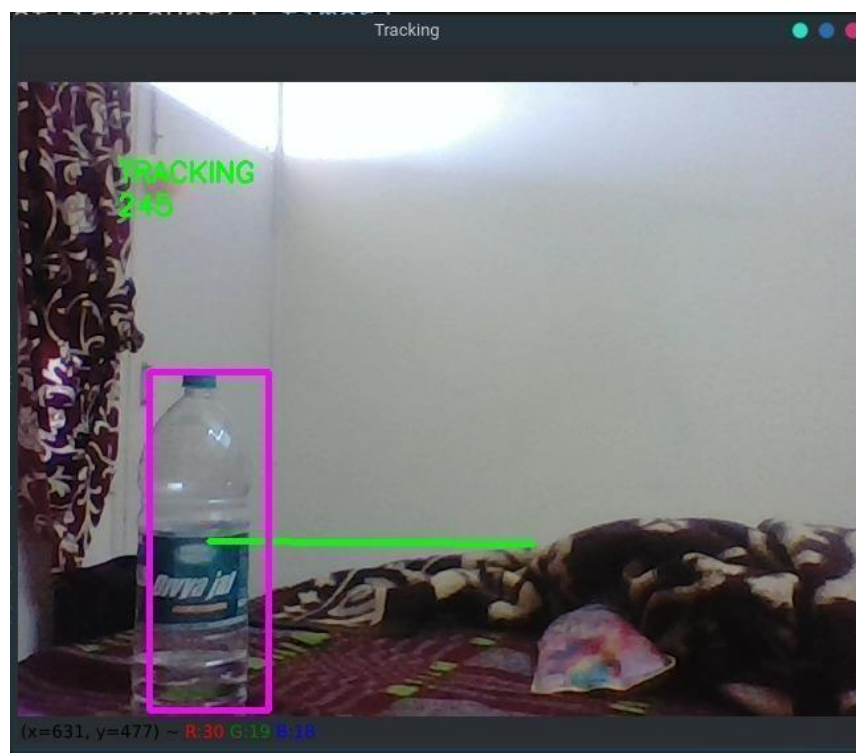 Tracking
TRACKING
245
Divya jal
(x=631, y=477) ~ R:30 G:19 B:18